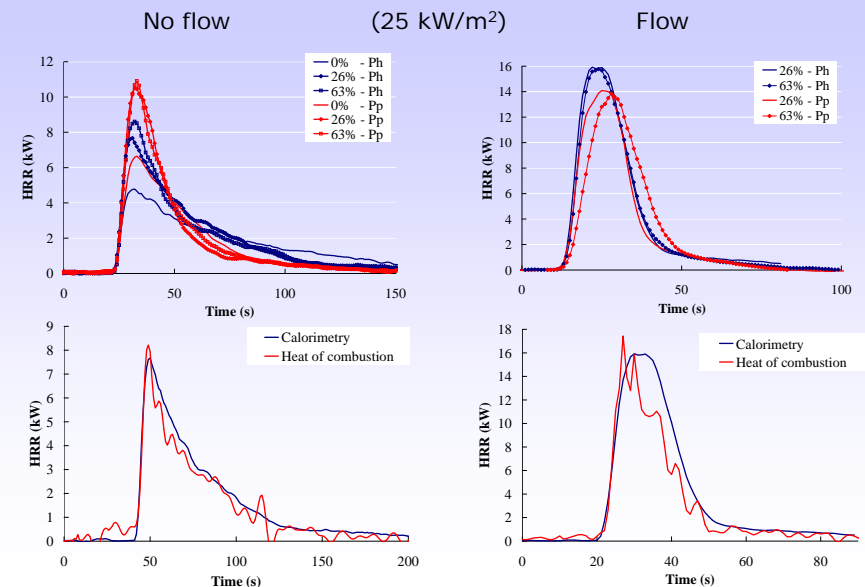 No flow (25 kW/m²) Flow
0% - Ph
26% - Ph
63% - Ph
0% - Pp
26% - Pp
63% - Pp
12
10
8
6
4
2
0
HRR (kW)
0 50 100 150
Time (s)
26% - Ph
63% - Ph
26% - Pp
63% - Pp
16
14
12
10
8
6
4
2
0
HRR (kW)
0 50 100
Time (s)
Calorimetry
Heat of combustion
9
8
7
6
5
4
3
2
1
0
HRR (kW)
0 50 100 150 200
Time (s)
Calorimetry
Heat of combustion
18
16
14
12
10
8
6
4
2
0
HRR (kW)
0 20 40 60 80
Time (s)